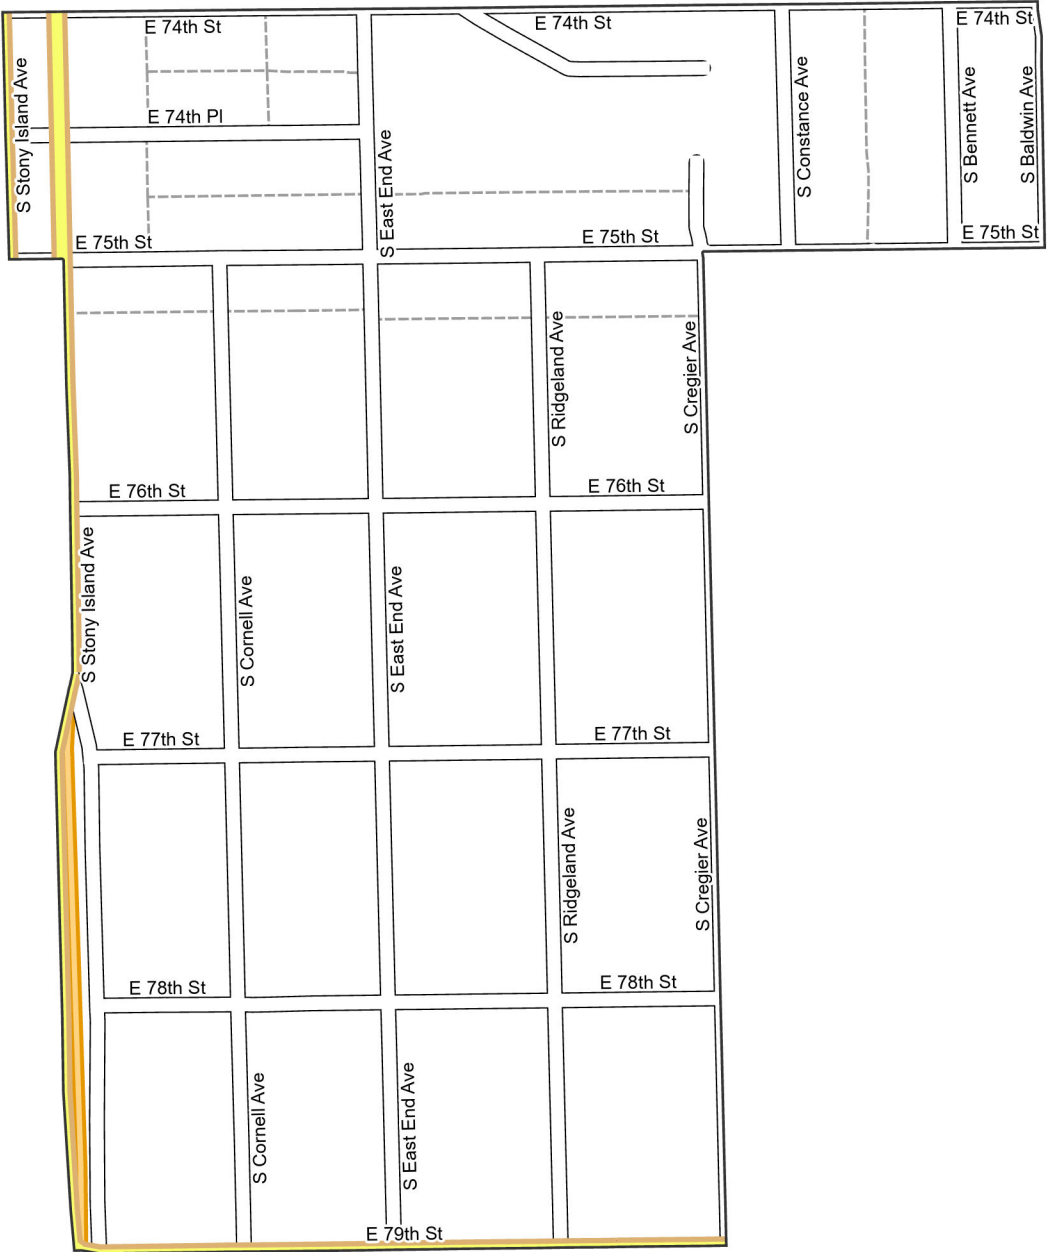 E 74th St
E 74th St
E 74th St
S Stony Island Ave
E 74th Pl
S East End Ave
S Constance Ave
S Bennett Ave
S Baldwin Ave
E 75th St
E 75th St
E 75th St
S Ridgeland Ave
S Cregier Ave
E 76th St
E 76th St
S Stony Island Ave
S Cornell Ave
S East End Ave
E 77th St
E 77th St
S Ridgeland Ave
S Cregier Ave
E 78th St
E 78th St
S Cornell Ave
S East End Ave
E 79th St